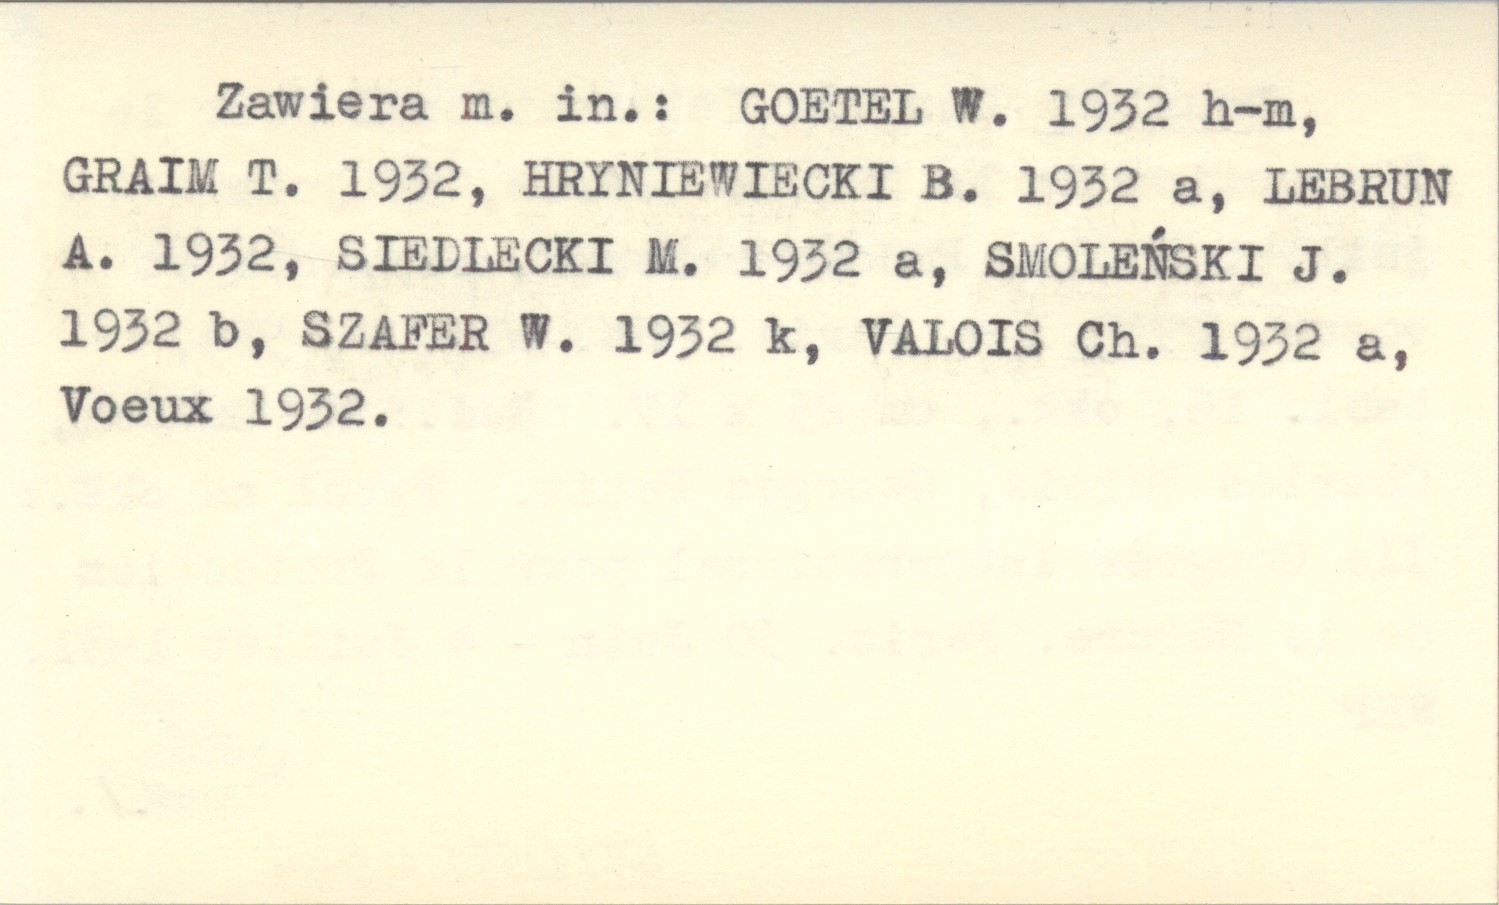 Zawiera m. in.: GOETEL W. 1932 h-m,
GRAIM T. 1932, HRYNIEWIECKI B. 1932 a, LEBRUN
A. 1932, SIEDLECKI M. 1932 a, SMOLEŃSKI J.
1932 b, SZAFER W. 1932 k, VALOIS Ch. 1932 a,
Voeux 1932.